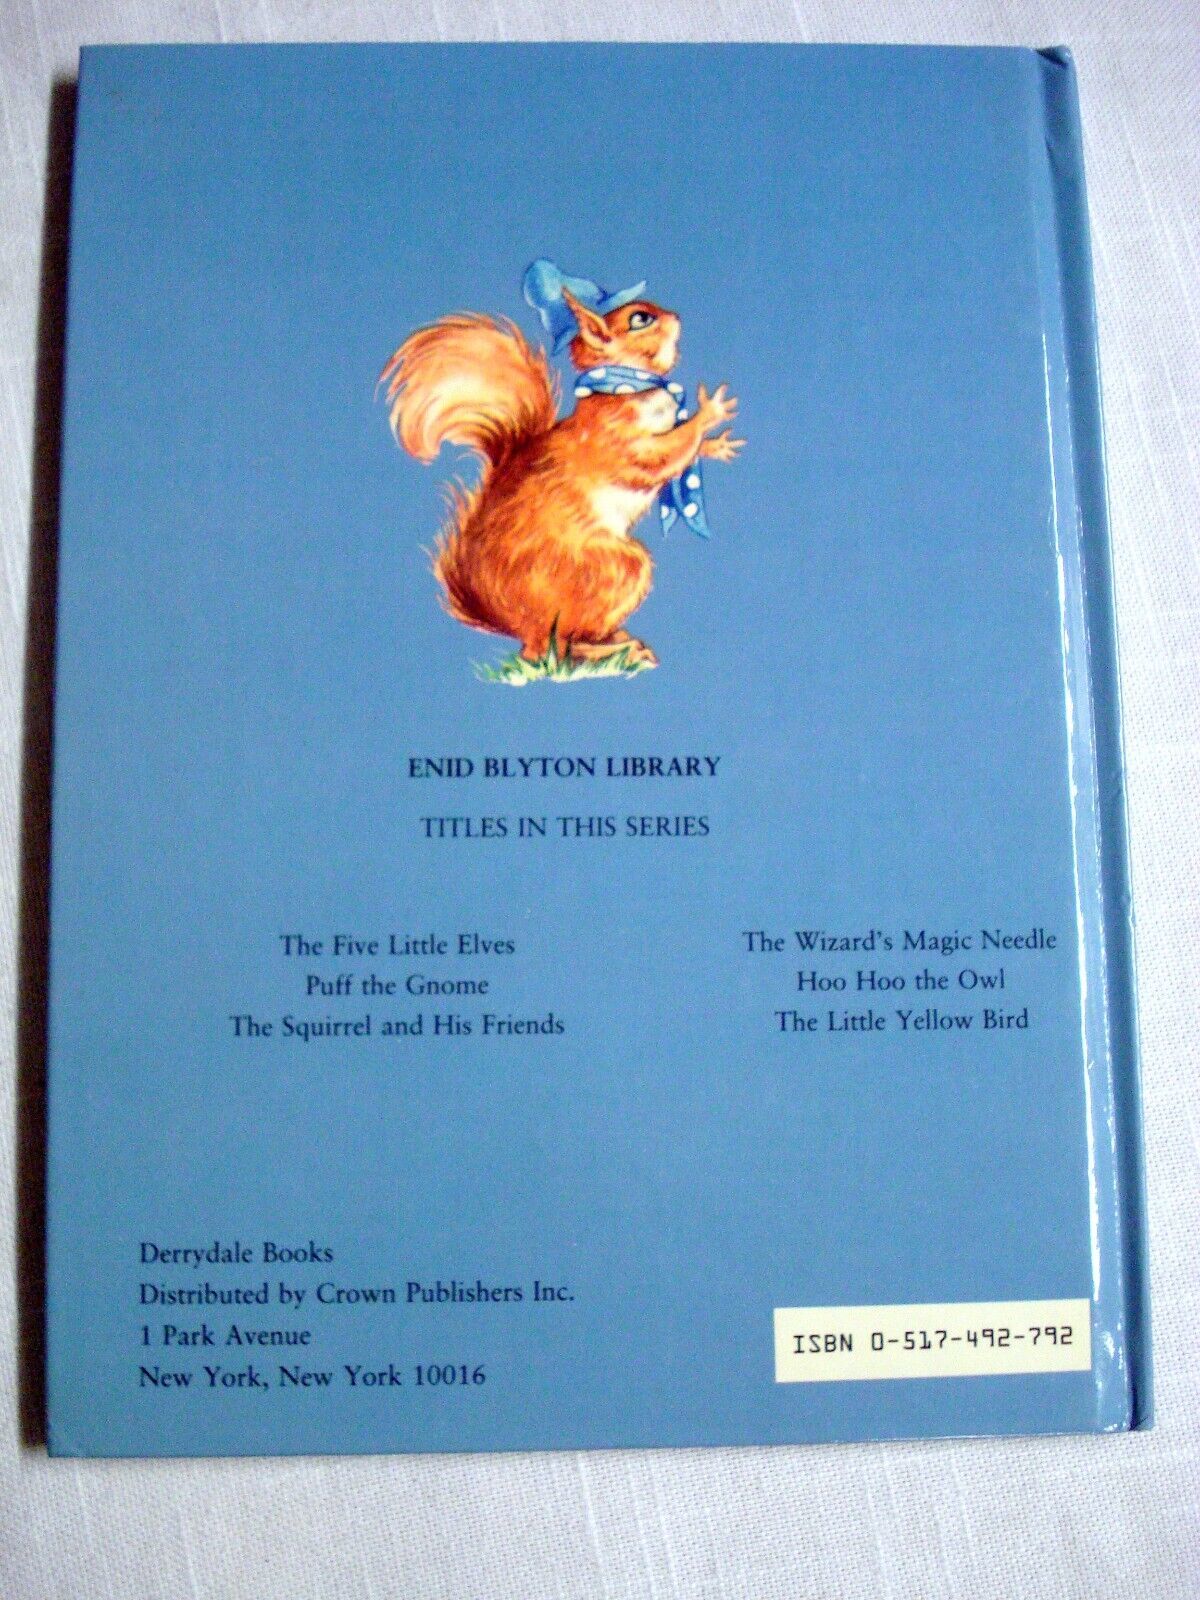 ENID BLYTON LIBRARY
TITLES IN THIS SERIES
The Five Little Elves
Puff the Gnome
The Squirrel and His Friends
The Wizard's Magic Needle
Hoo Hoo the Owl
The Little Yellow Bird
Derrydale Books
Distributed by Crown Publishers Inc.
1 Park Avenue
New York, New York 10016
ISBN 0-517-492-792